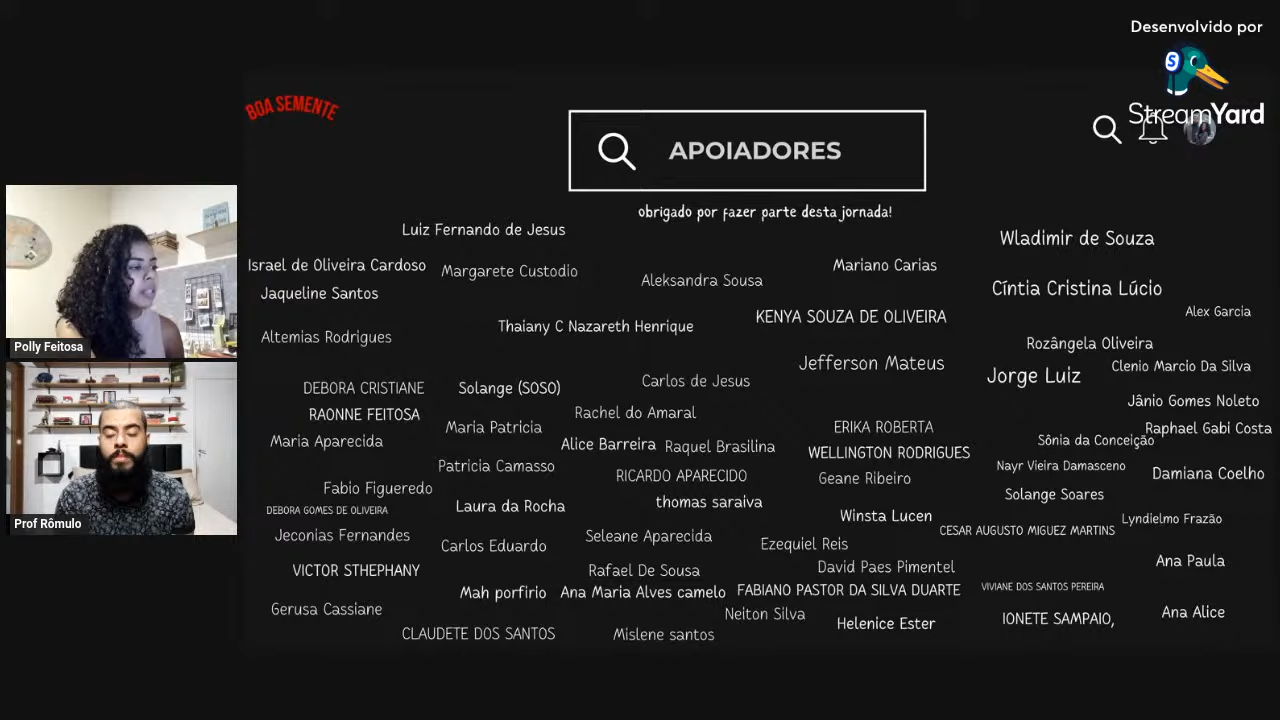 Desenvolvido por
S
StreamYard
BOA SEMENTE
APOIADORES
obrigado por fazer parte desta jornada!
Luiz Fernando de Jesus
Wladimir de Souza
Israel de Oliveira Cardoso
Margarete Custodio
Aleksandra Sousa
Mariano Carias
Jaqueline Santos
Cíntia Cristina Lúcio
Alex Garcia
Altemias Rodrigues
Thaiany C Nazareth Henrique
KENYA SOUZA DE OLIVEIRA
Rozângela Oliveira
Polly Feitosa
Jefferson Mateus
Clenio Marcio Da Silva
Jorge Luiz
DEBORA CRISTIANE
Solange (SOSO)
Carlos de Jesus
Jânio Gomes Noleto
RAONNE FEITOSA
Rachel do Amaral
Maria Patricia
ERIKA ROBERTA
Raphael Gabi Costa
Maria Aparecida
Alice Barreira
Raquel Brasilina
WELLINGTON RODRIGUES
Sônia da Conceição
Patricia Camasso
RICARDO APARECIDO
Geane Ribeiro
Nayr Vieira Damasceno
Damiana Coelho
Fabio Figueredo
Laura da Rocha
thomas saraiva
Solange Soares
DEBORA GOMES DE OLIVEIRA
Winsta Lucen
Lyndielmo Frazão
Prof Rômulo
CESAR AUGUSTO MIGUEZ MARTINS
Jeconias Fernandes
Carlos Eduardo
Seleane Aparecida
Ezequiel Reis
VICTOR STHEPHANY
Rafael De Sousa
David Paes Pimentel
Ana Paula
Mah porfirio
Ana Maria Alves camelo
FABIANO PASTOR DA SILVA DUARTE
VIVIANE DOS SANTOS PEREIRA
Gerusa Cassiane
Neiton Silva
Helenice Ester
IONETE SAMPAIO,
Ana Alice
CLAUDETE DOS SANTOS
Mislene santos